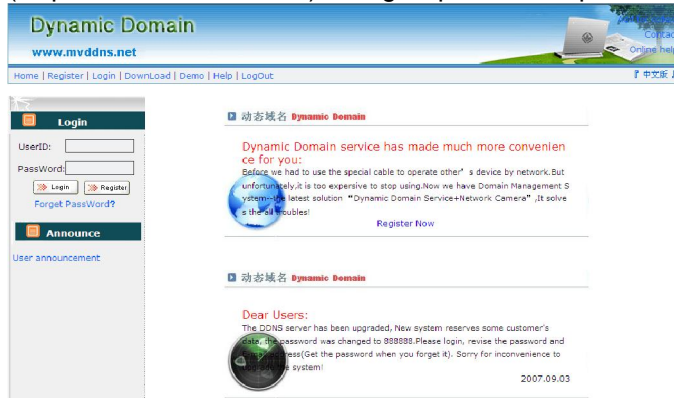 Dynamic Domain
www.mvddns.net
Contac
Online help
Home | Register | Login | DownLoad | Demo | Help | LogOut
『 中文版 』
Login
UserID:
PassWord:
Login
Register
Forget PassWord?
Announce
User announcement
动态域名 Dynamic Domain
Dynamic Domain service has made much more convenien
ce for you:
Before we had to use the special cable to operate other’s device by network.But
unfortunately,it is too expersive to stop using.Now we have Domain Management S
ystem--the latest solution “Dynamic Domain Service+Network Camera”,It solve
s the all troubles!
Register Now
动态域名 Dynamic Domain
Dear Users:
The DDNS server has been upgraded, New system reserves some customer's
data, the password was changed to 888888.Please login, revise the password and
address(Get the password when you forget it). Sorry for inconvenience to
system!
2007.09.03